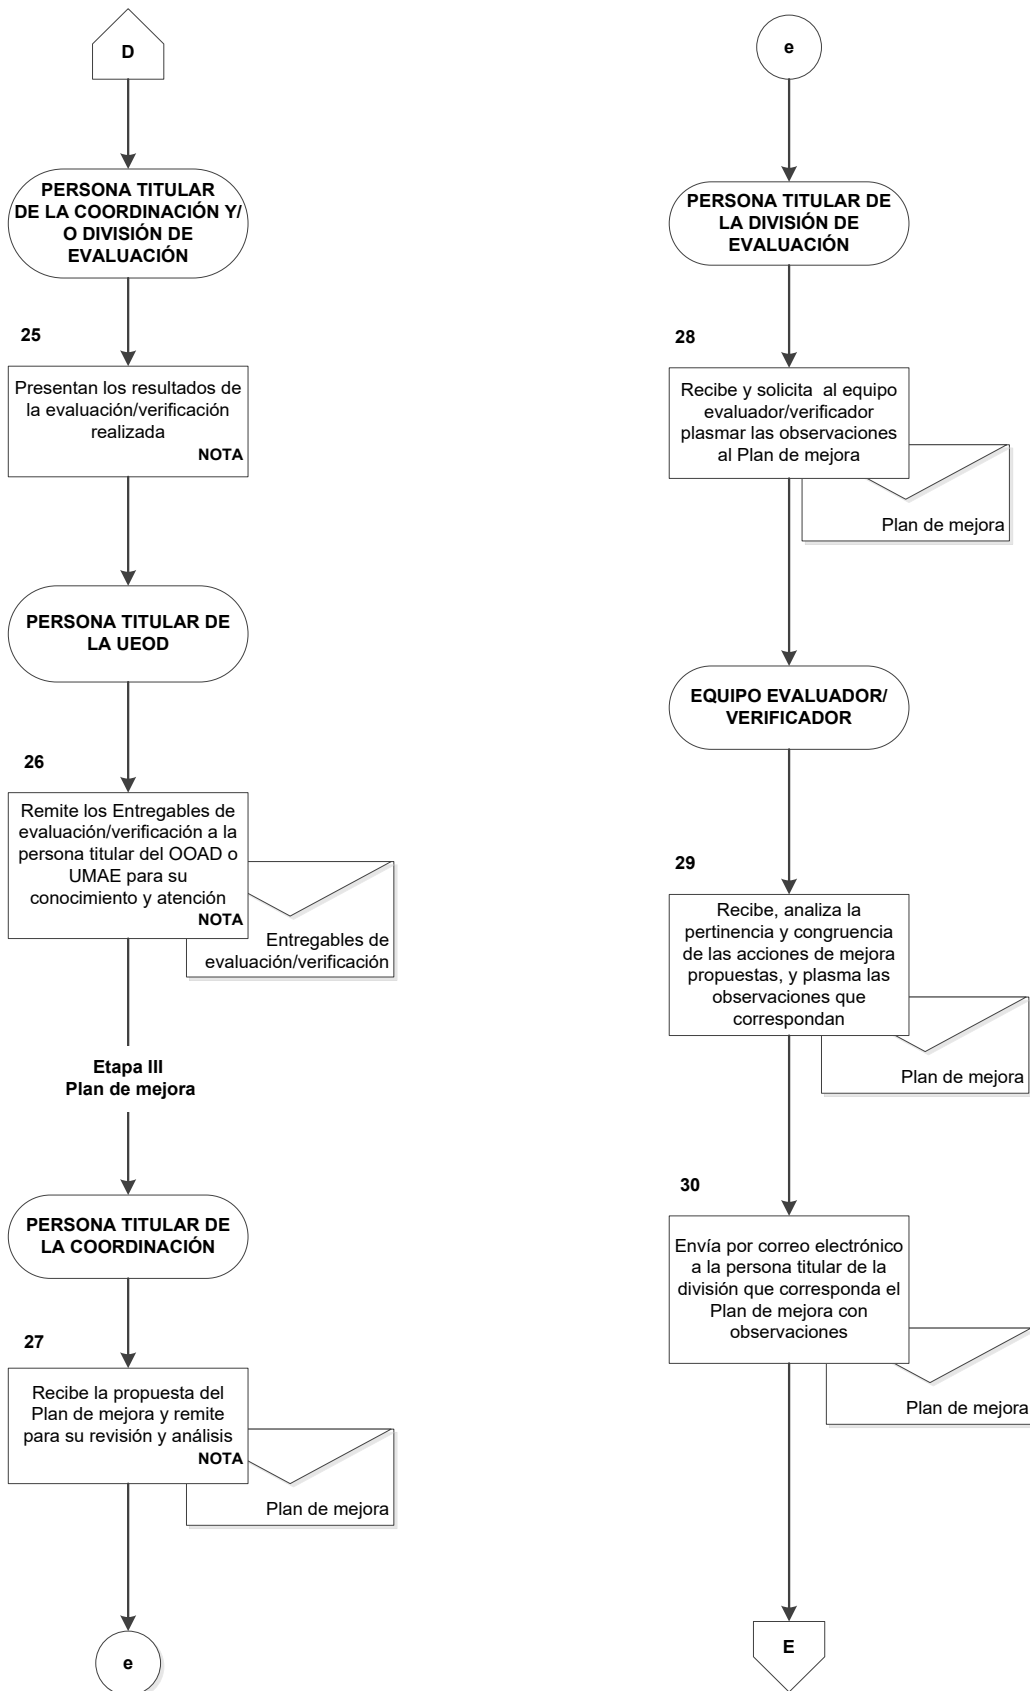 D
PERSONA TITULAR
DE LA COORDINACIÓN Y/
O DIVISIÓN DE
EVALUACIÓN
25
Presentan los resultados de
la evaluación/verificación
realizada
NOTA
PERSONA TITULAR DE
LA UEOD
26
Remite los Entregables de
evaluación/verificación a la
persona titular del OOAD o
UMAE para su
conocimiento y atención
NOTA
Entregables de
evaluación/verificación
Etapa III
Plan de mejora
PERSONA TITULAR DE
LA COORDINACIÓN
27
Recibe la propuesta del
Plan de mejora y remite
para su revisión y análisis
NOTA
Plan de mejora
e
e
PERSONA TITULAR DE
LA DIVISIÓN DE
EVALUACIÓN
28
Recibe y solicita al equipo
evaluador/verificador
plasmar las observaciones
al Plan de mejora
Plan de mejora
EQUIPO EVALUADOR/
VERIFICADOR
29
Recibe, analiza la
pertinencia y congruencia
de las acciones de mejora
propuestas, y plasma las
observaciones que
correspondan
Plan de mejora
30
Envía por correo electrónico
a la persona titular de la
división que corresponda el
Plan de mejora con
observaciones
Plan de mejora
E